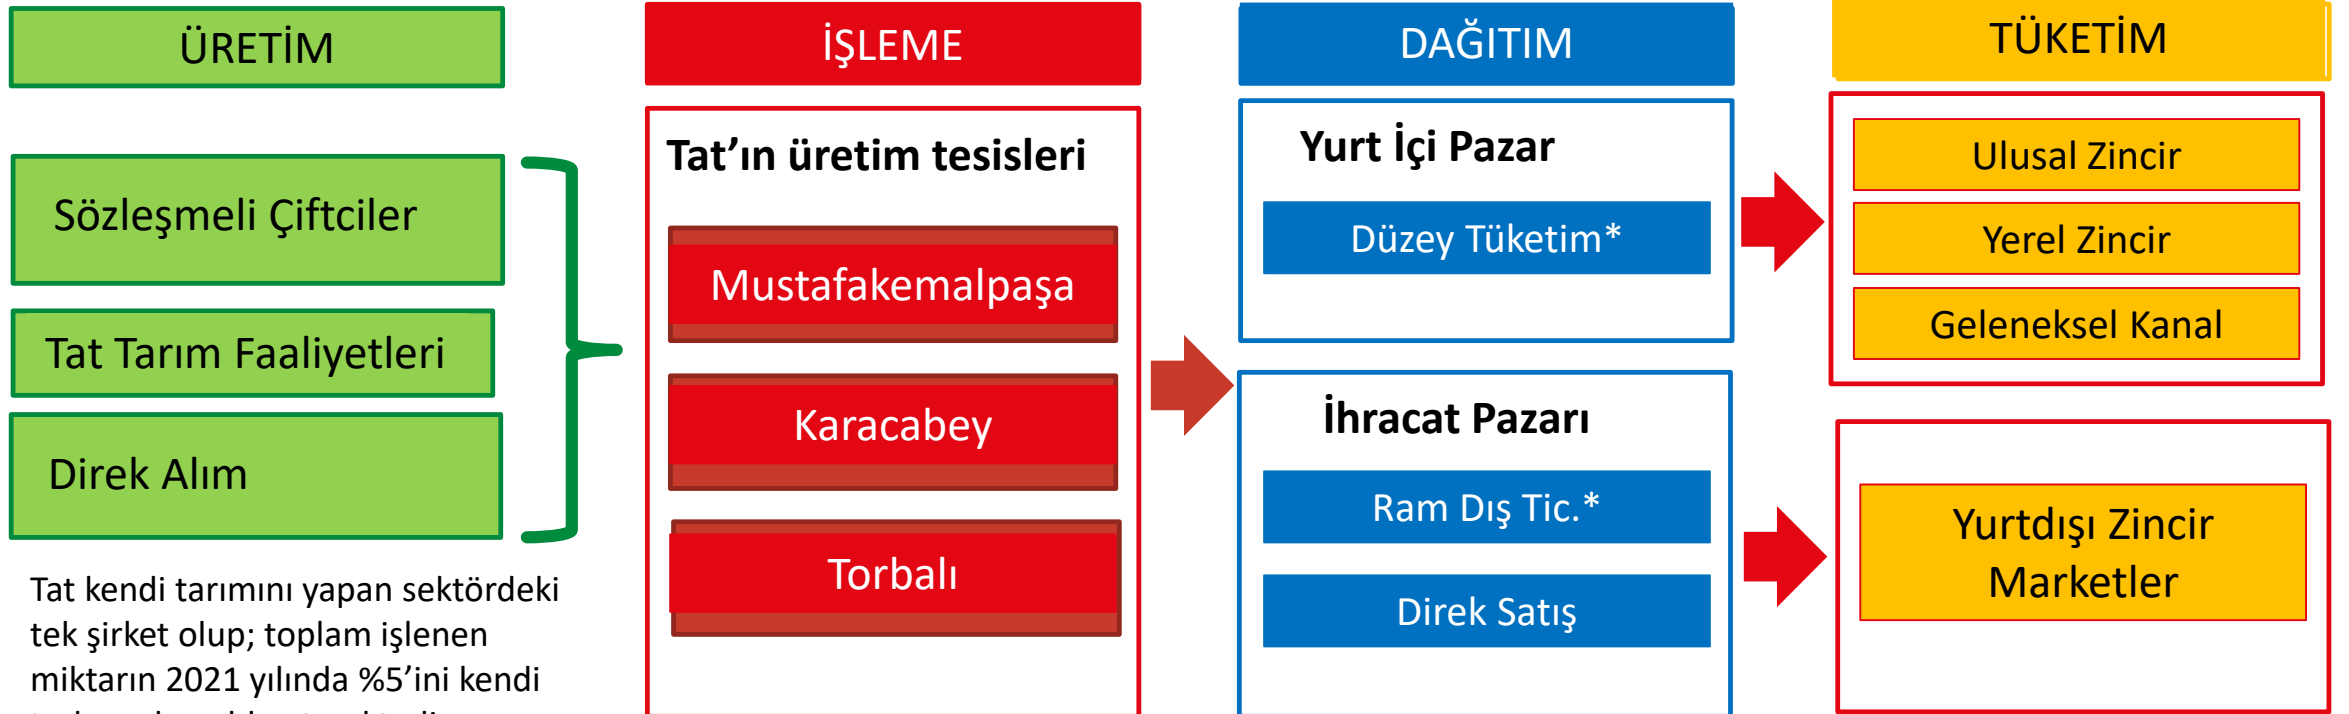 ÜRETİM
Sözleşmeli Çiftciler
Tat Tarım Faaliyetleri
Direk Alım
Tat kendi tarımını yapan sektördeki
tek şirket olup; toplam işlenen
miktarın 2021 yılında %5’ini kendi
İŞLEME
Tat’ın üretim tesisleri
Mustafakemalpaşa
Karacabey
Torbalı
DAĞITIM
Yurt İçi Pazar
Düzey Tüketim*
İhracat Pazarı
Ram Dış Tic.*
Direk Satış
TÜKETİM
Ulusal Zincir
Yerel Zincir
Geleneksel Kanal
Yurtdışı Zincir
Marketler